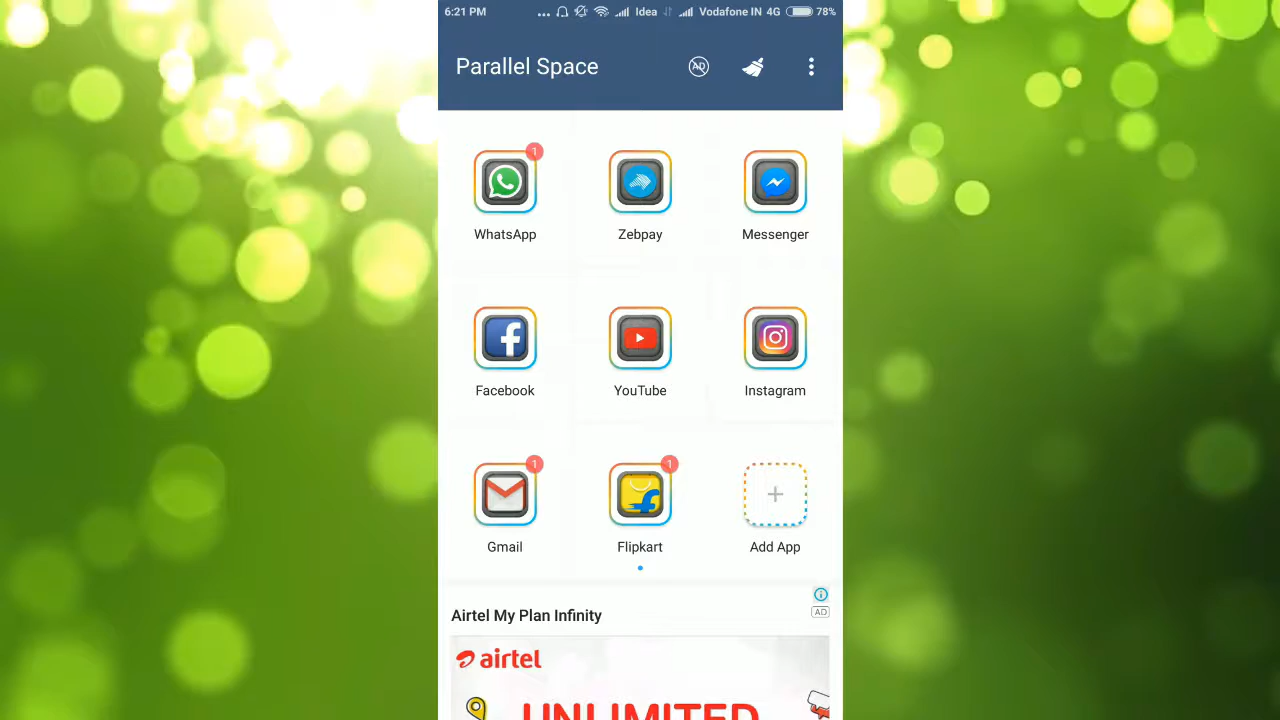 6:21 PM ... Idea Vodafone IN 4G 78%
Parallel Space AD
1
WhatsApp Zebpay Messenger
Facebook YouTube Instagram
1 1
Gmail Flipkart Add App
Airtel My Plan Infinity
AD
airtel
UNLIMITED